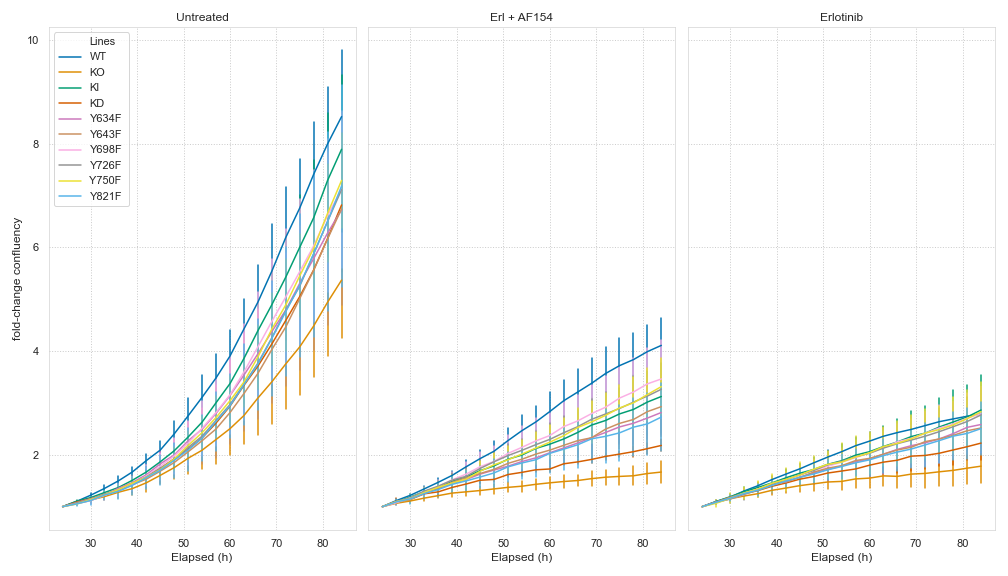 Untreated
Erl + AF154
Erlotinib
fold-change confluency
10
8
6
4
2
Lines
WT
KO
KI
KD
Y634F
Y643F
Y698F
Y726F
Y750F
Y821F
30 40 50 60 70 80
30 40 50 60 70 80
30 40 50 60 70 80
Elapsed (h)
Elapsed (h)
Elapsed (h)